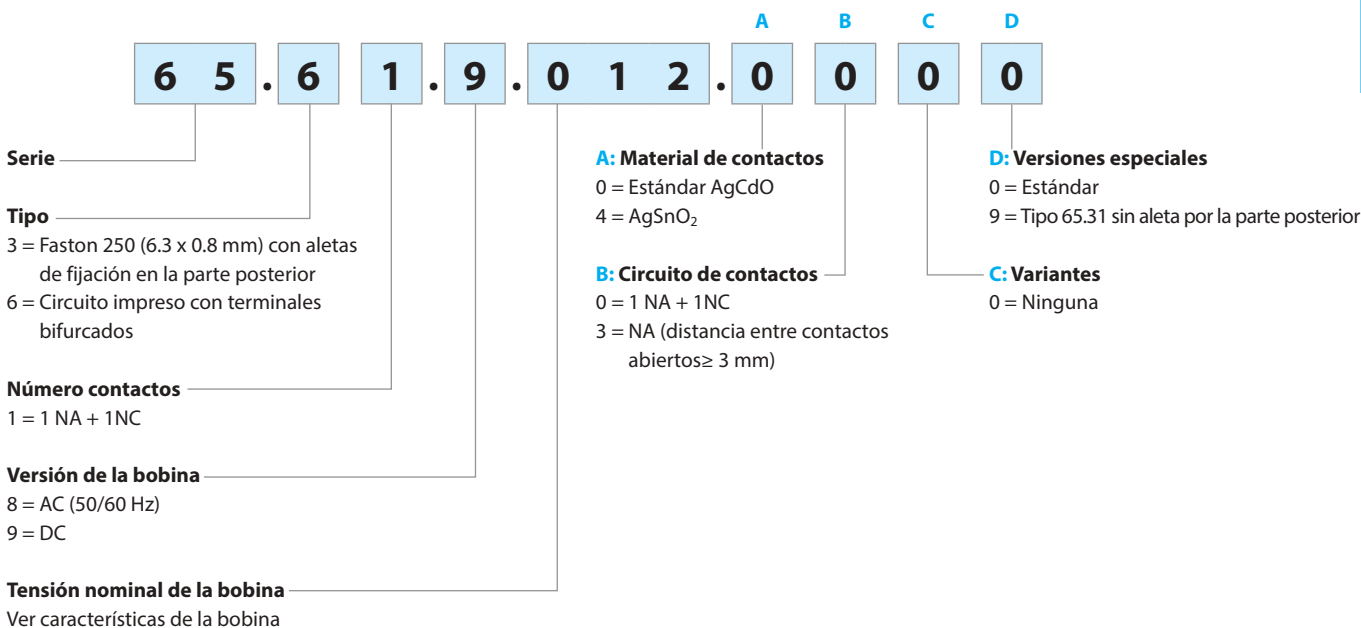 A B C D
6 5 . 6 1 . 9 . 0 1 2 . 0 0 0 0
Serie
Tipo
3 = Faston 250 (6.3 x 0.8 mm) con aletas
de fijación en la parte posterior
6 = Circuito impreso con terminales
bifurcados
Número contactos
1 = 1 NA + 1NC
Versión de la bobina
8 = AC (50/60 Hz)
9 = DC
Tensión nominal de la bobina
Ver características de la bobina
A: Material de contactos
0 = Estándar AgCdO
4 = AgSnO₂
B: Circuito de contactos
0 = 1 NA + 1NC
3 = NA (distancia entre contactos
abiertos≥ 3 mm)
D: Versiones especiales
0 = Estándar
9 = Tipo 65.31 sin aleta por la parte posterior
C: Variantes
0 = Ninguna